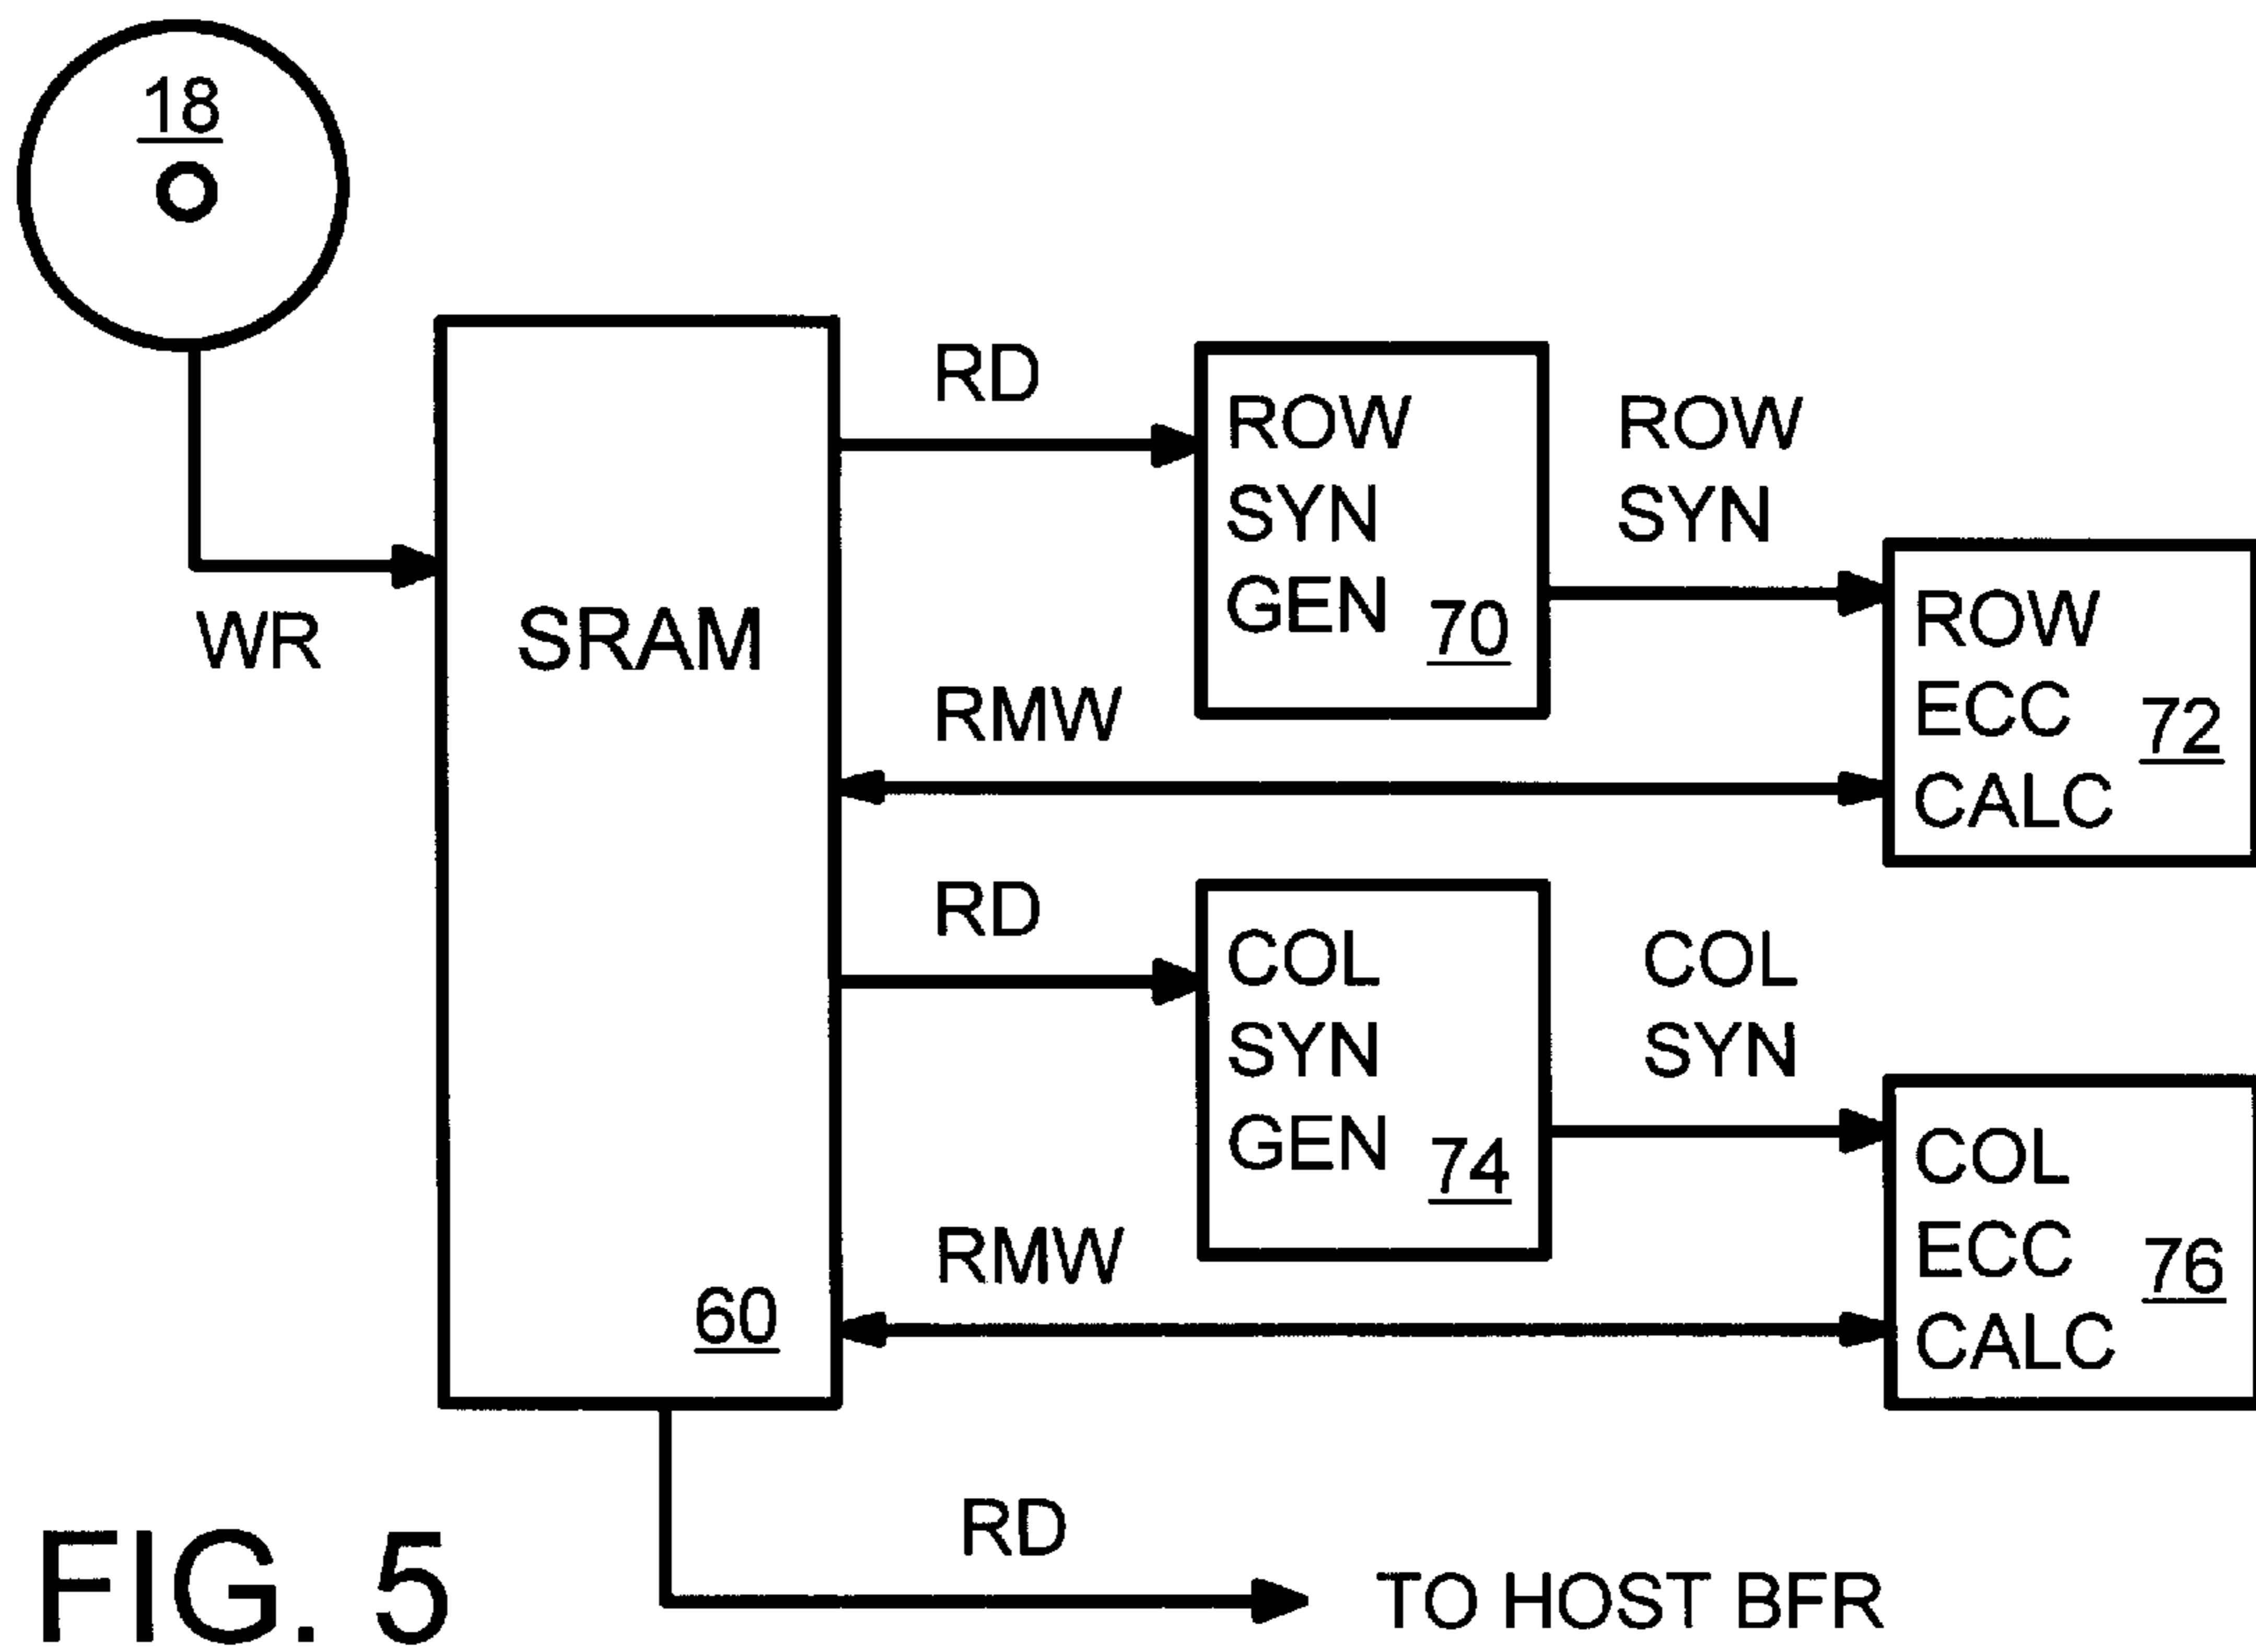 18
WR
SRAM
60
RD
ROW
SYN
GEN
70
ROW
SYN
ROW
ECC
CALC
72
RMW
RD
COL
SYN
GEN
74
COL
SYN
COL
ECC
CALC
76
RMW
RD
TO HOST BFR
FIG. 5